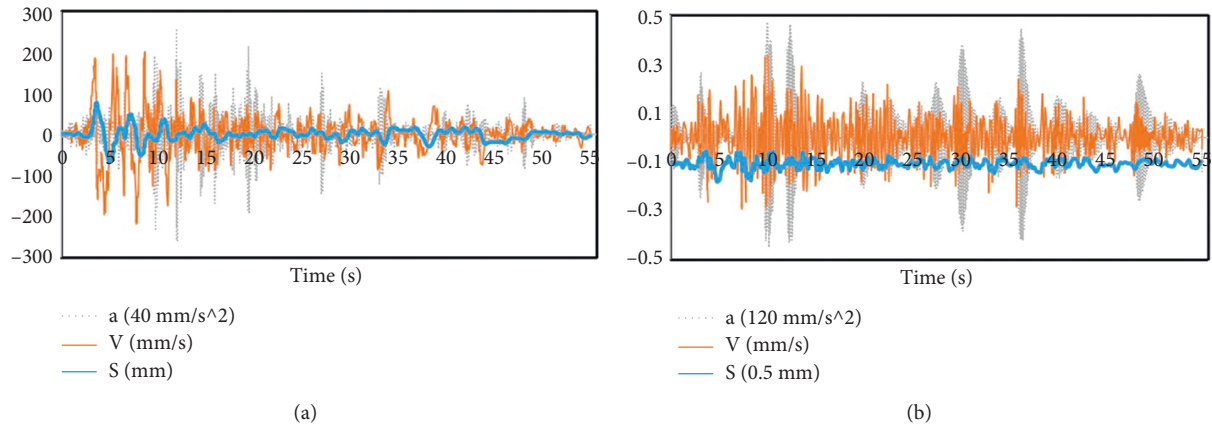 300
200
100
0
–100
–200
–300
0 5 10 15 20 25 30 35 40 45 50 55
Time (s)
a (40 mm/s^2)
V (mm/s)
S (mm)
(a)
0.5
0.3
0.1
–0.1
–0.3
–0.5
0 5 10 15 20 25 30 35 40 45 50 55
Time (s)
a (120 mm/s^2)
V (mm/s)
S (0.5 mm)
(b)